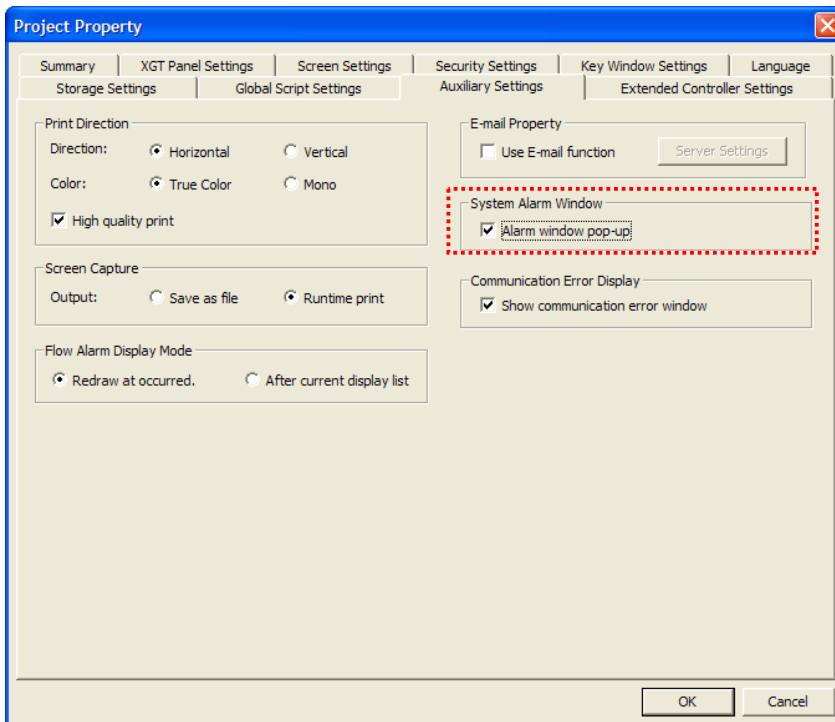 Project Property
Summary XGT Panel Settings Screen Settings Security Settings Key Window Settings Language
Storage Settings Global Script Settings Auxiliary Settings Extended Controller Settings
Print Direction
Direction: Horizontal Vertical
Color: True Color Mono
High quality print
Screen Capture
Output: Save as file Runtime print
Flow Alarm Display Mode
Redraw at occurred. After current display list
E-mail Property
Use E-mail function Server Settings
System Alarm Window
Alarm window pop-up
Communication Error Display
Show communication error window
OK Cancel